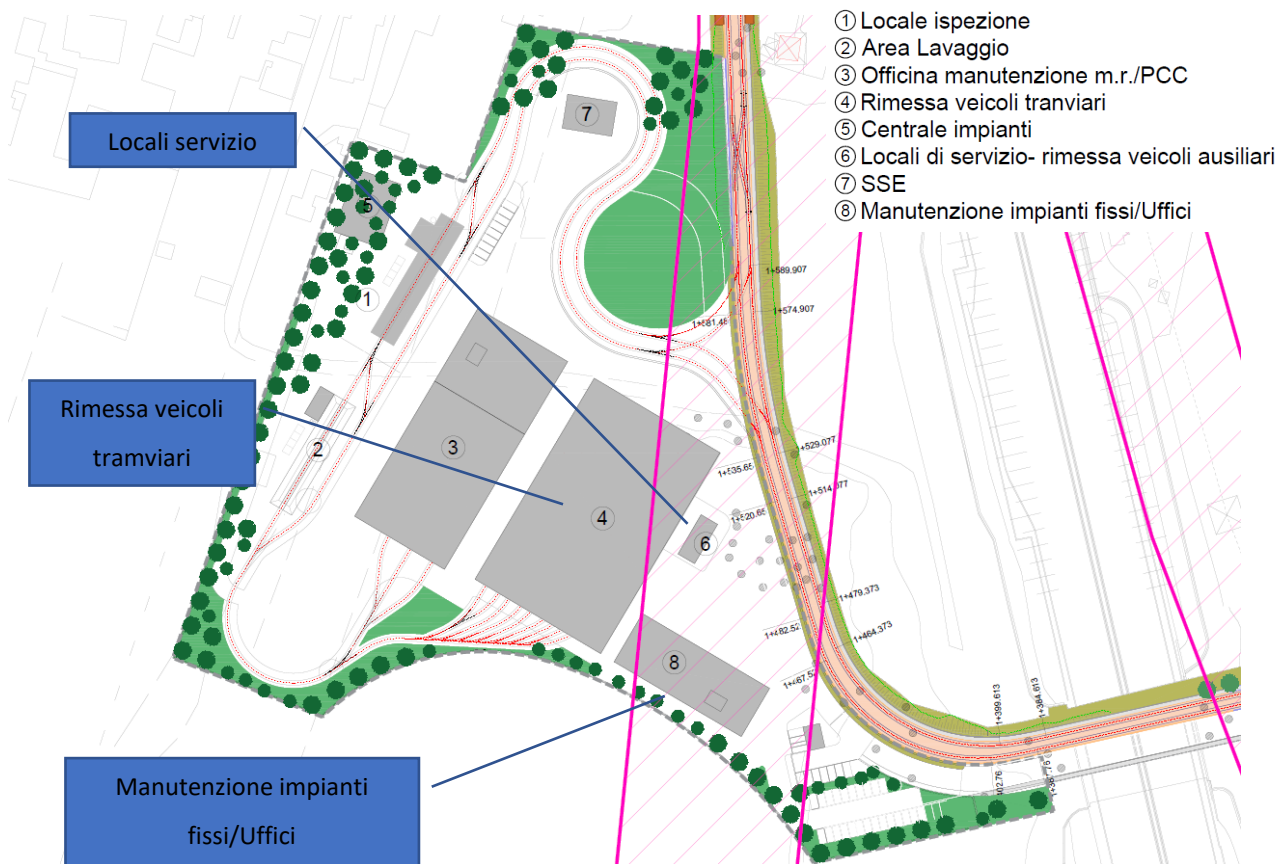 ① Locale ispezione
② Area Lavaggio
③ Officina manutenzione m.r./PCC
④ Rimessa veicoli tranviari
⑤ Centrale impianti
⑥ Locali di servizio- rimessa veicoli ausiliari
⑦ SSE
⑧ Manutenzione impianti fissi/Uffici
Locali servizio
Rimessa veicoli
tramviari
Manutenzione impianti
fissi/Uffici
7
5
1
2
3
4
6
8
1+589.907
1+574.907
1+529.077
1+479.373
1+464.373
1+399.613
1+384.613